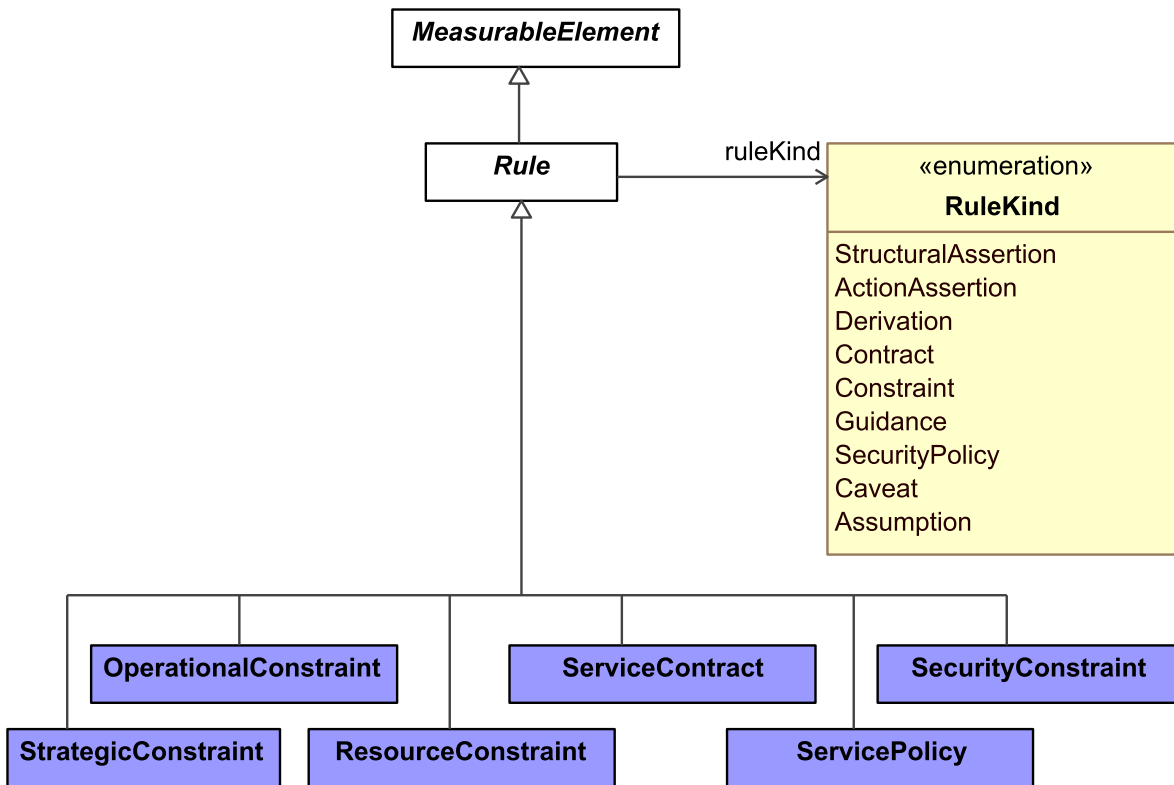 MeasurableElement
Rule
ruleKind
«enumeration»
RuleKind
StructuralAssertion
ActionAssertion
Derivation
Contract
Constraint
Guidance
SecurityPolicy
Caveat
Assumption
OperationalConstraint
ServiceContract
SecurityConstraint
StrategicConstraint
ResourceConstraint
ServicePolicy